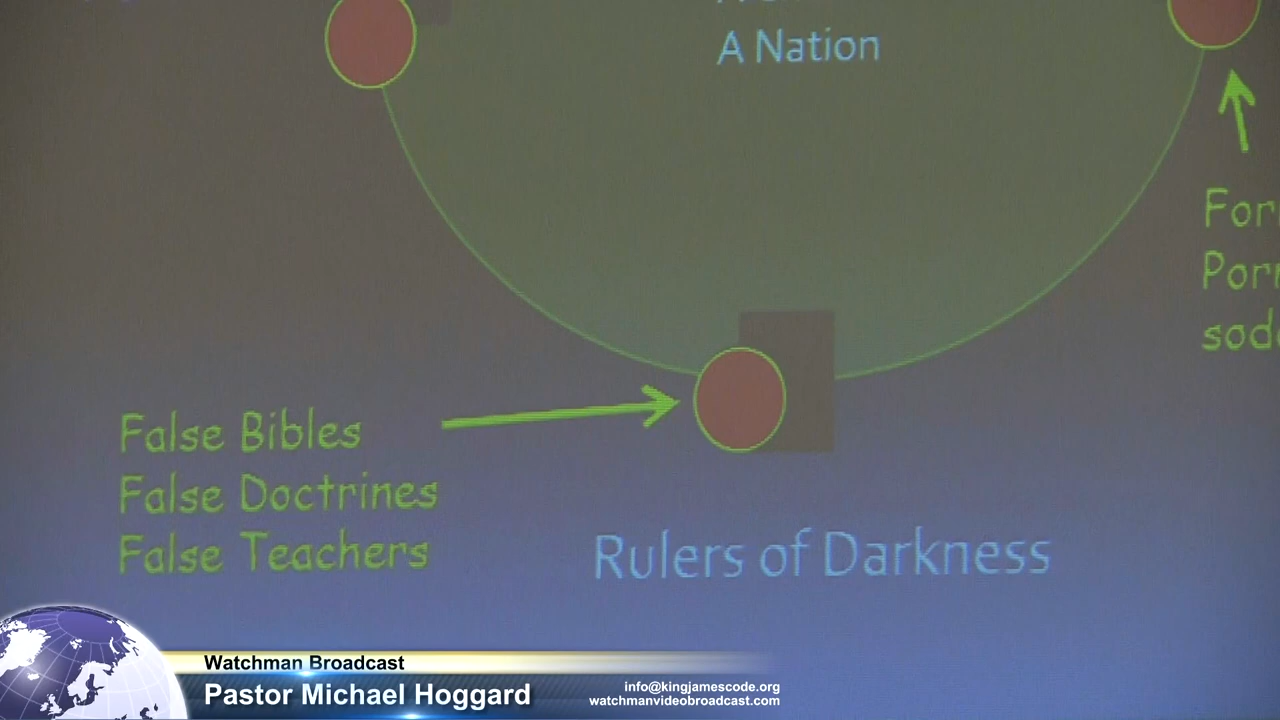 A Nation
False Bibles
False Doctrines
False Teachers
Rulers of Darkness
Watchman Broadcast
Pastor Michael Hoggard
info@kingjamescode.org
watchmanvideobroadcast.com